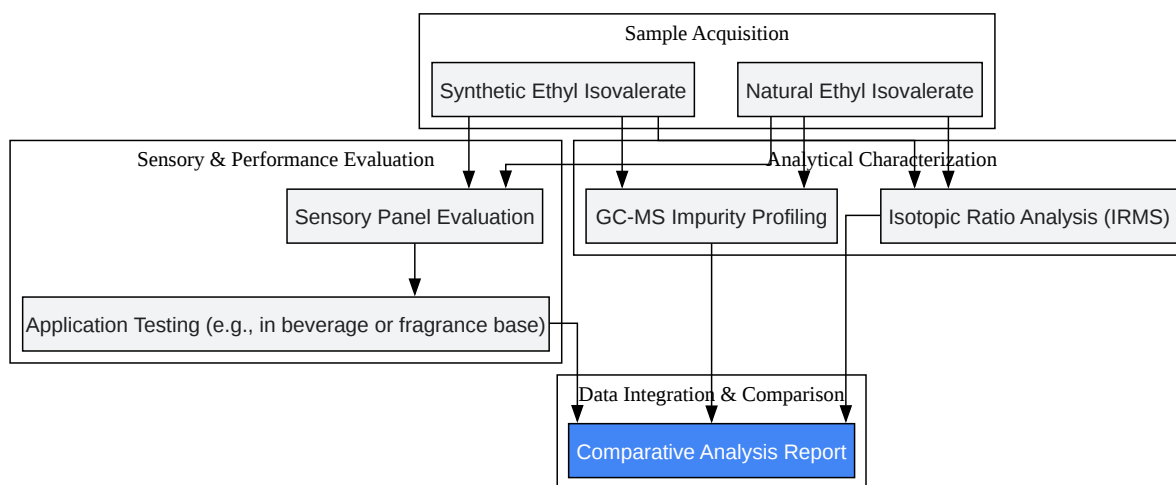 Sample Acquisition
Synthetic Ethyl Isovalerate
Natural Ethyl Isovalerate
Sensory & Performance Evaluation
Analytical Characterization
Sensory Panel Evaluation
GC-MS Impurity Profiling
Isotopic Ratio Analysis (IRMS)
Application Testing (e.g., in beverage or fragrance base)
Data Integration & Comparison
Comparative Analysis Report